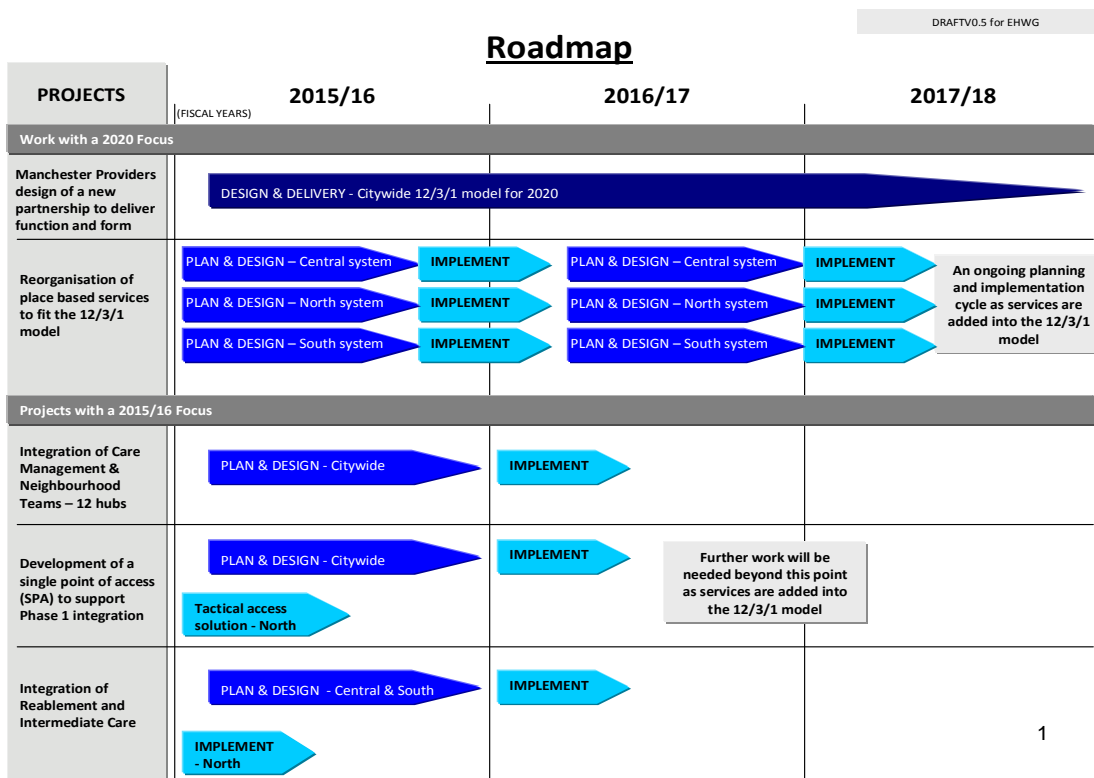 DRAFTV0.5 for EHWG
Roadmap
PROJECTS
2015/16
2016/17
2017/18
(FISCAL YEARS)
Work with a 2020 Focus
Manchester Providers
design of a new
partnership to deliver
function and form
DESIGN & DELIVERY - Citywide 12/3/1 model for 2020
Reorganisation of
place based services
to fit the 12/3/1
model
PLAN & DESIGN – Central system
IMPLEMENT
PLAN & DESIGN – Central system
IMPLEMENT
PLAN & DESIGN – North system
IMPLEMENT
PLAN & DESIGN – North system
IMPLEMENT
PLAN & DESIGN – South system
IMPLEMENT
PLAN & DESIGN – South system
IMPLEMENT
An ongoing planning
and implementation
cycle as services are
added into the 12/3/1
model
Projects with a 2015/16 Focus
Integration of Care
Management &
Neighbourhood
Teams – 12 hubs
PLAN & DESIGN - Citywide
IMPLEMENT
Development of a
single point of access
(SPA) to support
Phase 1 integration
PLAN & DESIGN - Citywide
IMPLEMENT
Tactical access
solution - North
Further work will be
needed beyond this point
as services are added into
the 12/3/1 model
Integration of
Reablement and
Intermediate Care
PLAN & DESIGN  - Central & South
IMPLEMENT
IMPLEMENT
- North
1